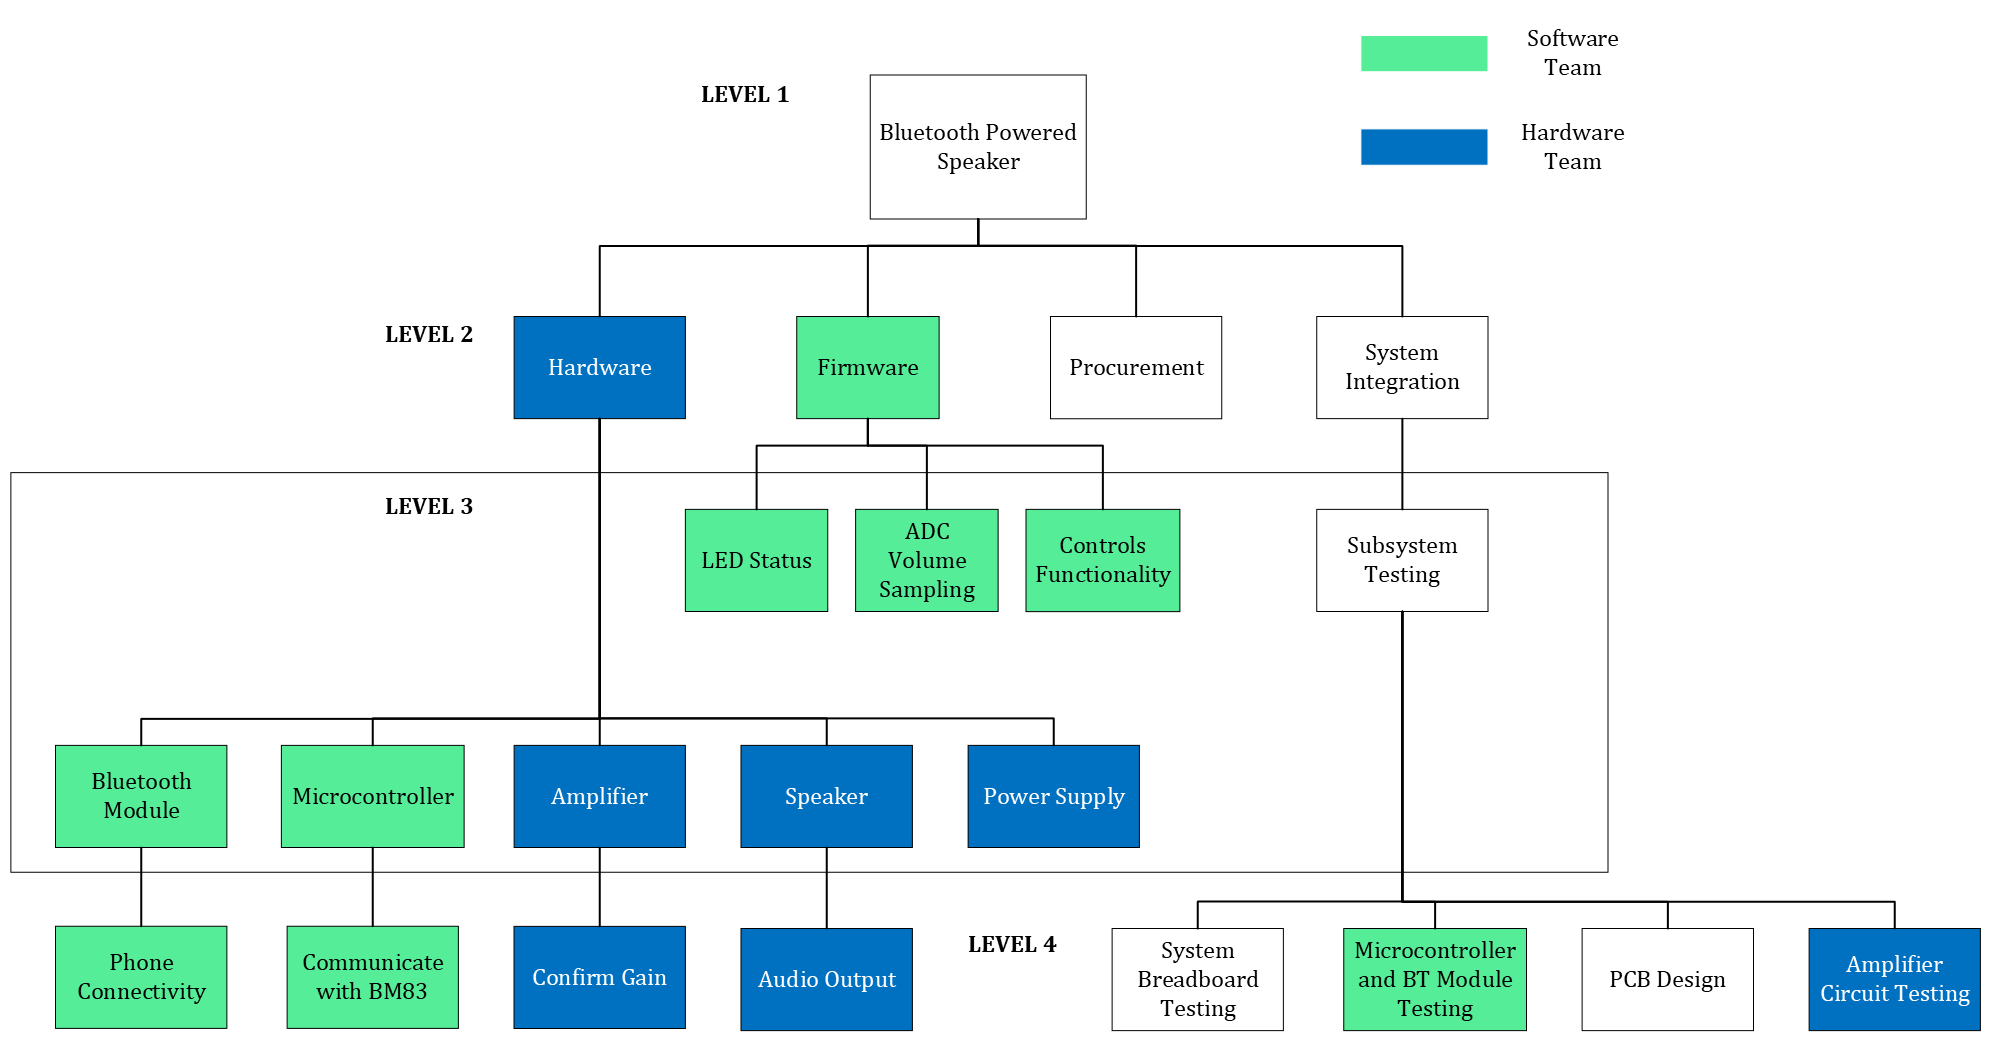 Software
Team
LEVEL 1
Bluetooth Powered
Speaker
Hardware
Team
LEVEL 2
Hardware
Firmware
Procurement
System
Integration
LEVEL 3
LED Status
ADC
Volume
Sampling
Controls
Functionality
Subsystem
Testing
Bluetooth
Module
Microcontroller
Amplifier
Speaker
Power Supply
Phone
Connectivity
Communicate
with BM83
Confirm Gain
Audio Output
LEVEL 4
System
Breadboard
Testing
Microcontroller
and BT Module
Testing
PCB Design
Amplifier
Circuit Testing